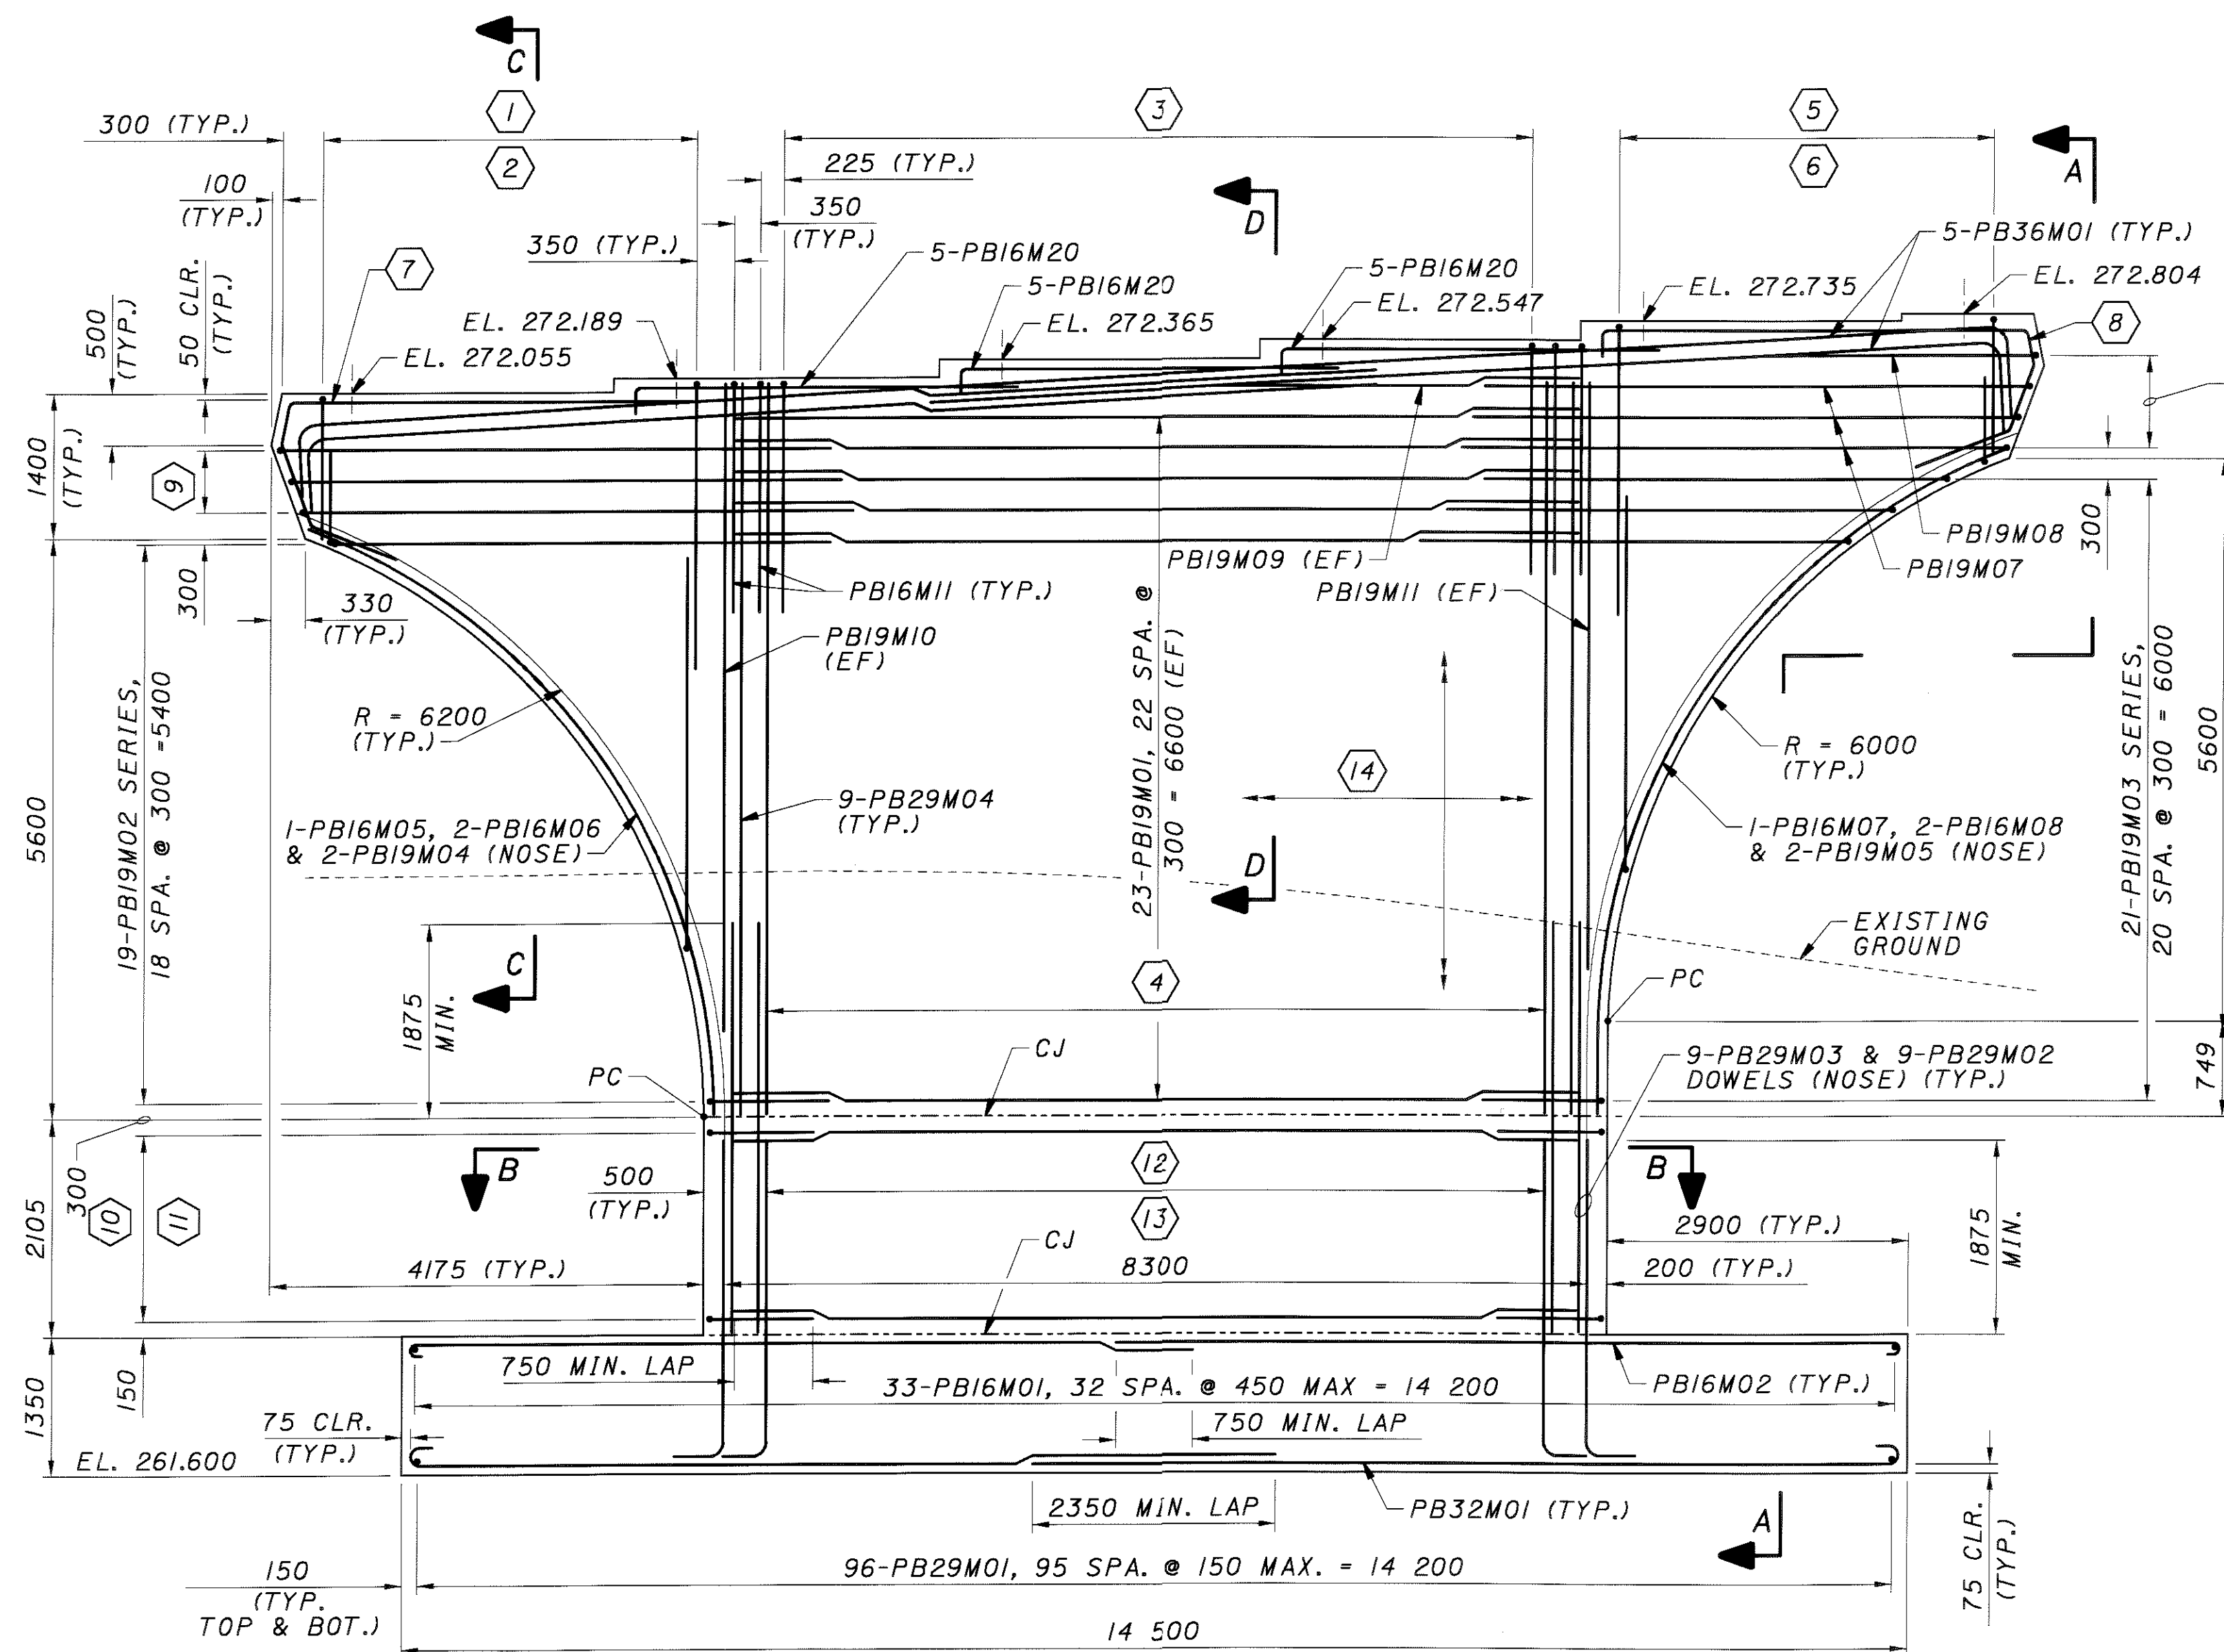 C
1
3
5
300 (TYP.)
2
225 (TYP.)
6
A
100
(TYP.)
350
(TYP.)
D
350 (TYP.)
5-PB16M20
5-PB36M01 (TYP.)
7
5-PB16M20
5-PB16M20
EL. 272.804
500
(TYP.)
50 CLR.
(TYP.)
EL. 272.189
EL. 272.365
EL. 272.547
EL. 272.735
8
EL. 272.055
1400
(TYP.)
9
PB19M08
300
PB19M09 (EF)
PB19M07
300
330
(TYP.)
PB16M11 (TYP.)
PB19M11 (EF)
PB19M10
(EF)
19-PB19M02 SERIES,
18 SPA. @ 300 =5400
R = 6200
(TYP.)
23-PB19M01, 22 SPA. @
300 = 6600 (EF)
21-PB19M03 SERIES,
20 SPA. @ 300 = 6000
R = 6000
(TYP.)
5600
14
5600
9-PB29M04
(TYP.)
1-PB16M05, 2-PB16M06
& 2-PB19M04 (NOSE)
1-PB16M07, 2-PB16M08
& 2-PB19M05 (NOSE)
D
EXISTING
GROUND
C
4
PC
1875
MIN.
CJ
PC
9-PB29M03 & 9-PB29M02
DOWELS (NOSE) (TYP.)
749
300
B
12
B
500
(TYP.)
2105
10
11
13
2900 (TYP.)
1875
MIN.
CJ
4175 (TYP.)
8300
200 (TYP.)
750 MIN. LAP
33-PB16M01, 32 SPA. @ 450 MAX = 14 200
PB16M02 (TYP.)
1350
150
75 CLR.
(TYP.)
750 MIN. LAP
EL. 261.600
2350 MIN. LAP
PB32M01 (TYP.)
A
75 CLR.
(TYP.)
150
(TYP.
TOP & BOT.)
96-PB29M01, 95 SPA. @ 150 MAX. = 14 200
14 500